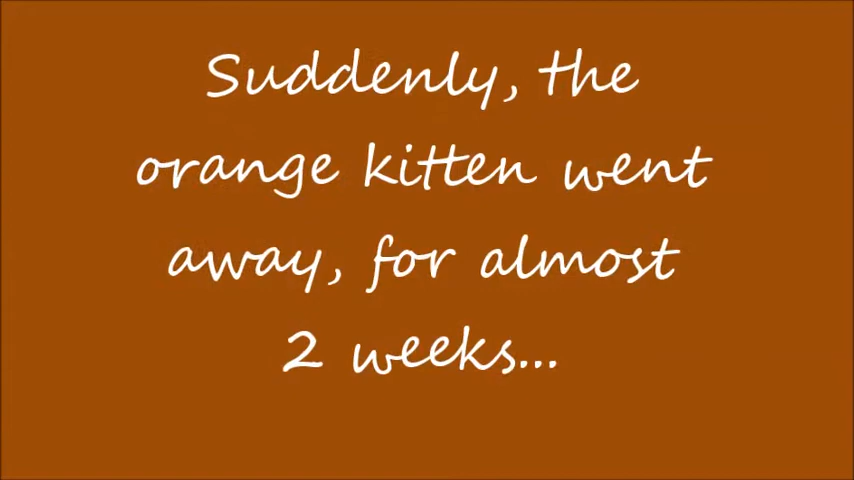 Suddenly, the
orange kitten went
away, for almost
2 weeks...